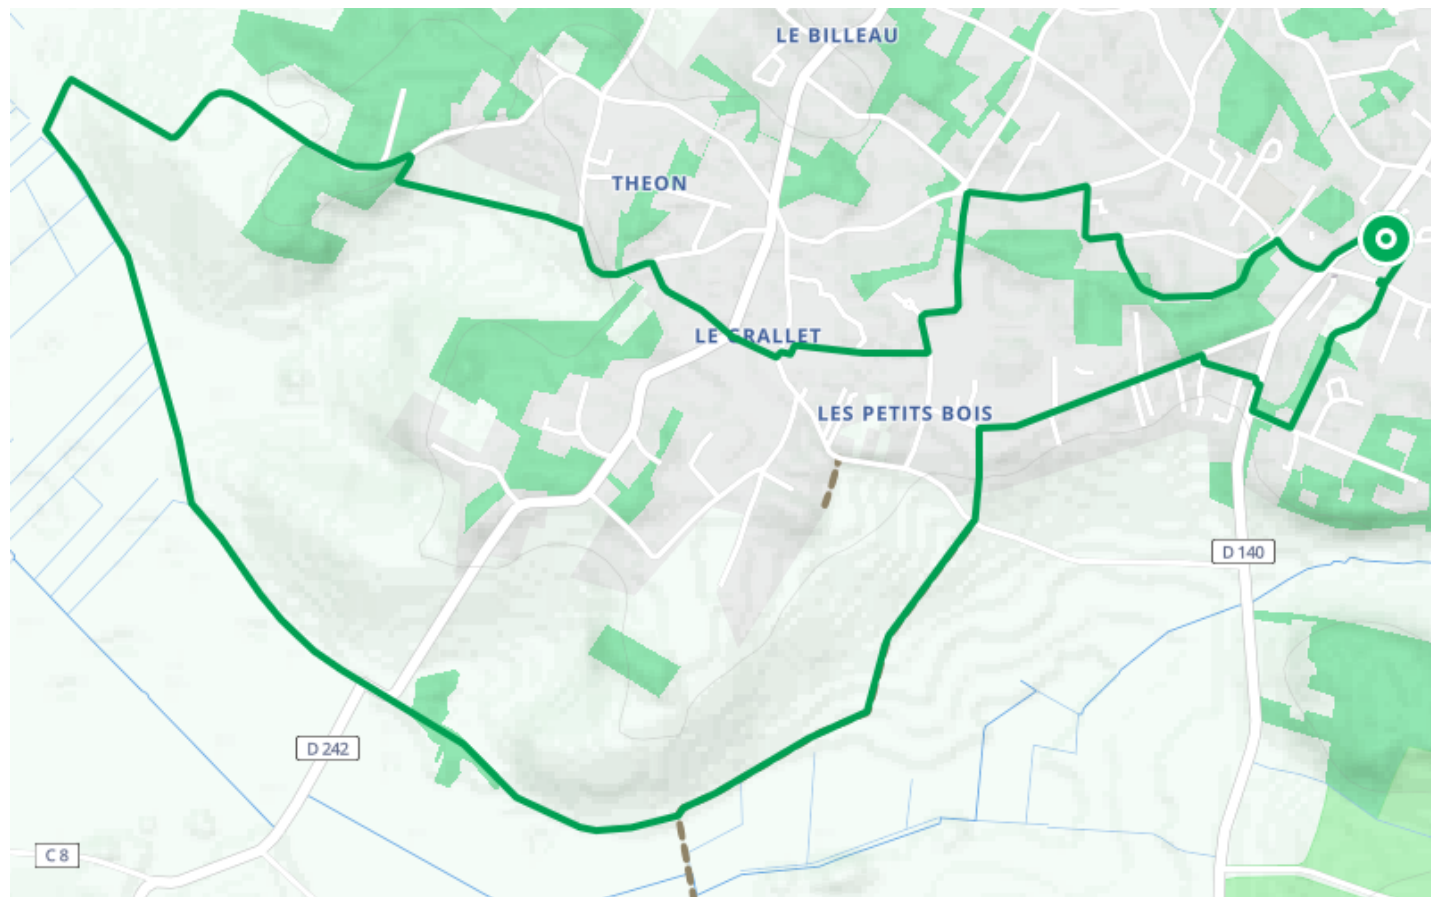 LE BILLEAU
THEON
LE GRALLET
LES PETITS BOIS
D 140
D 242
C 8